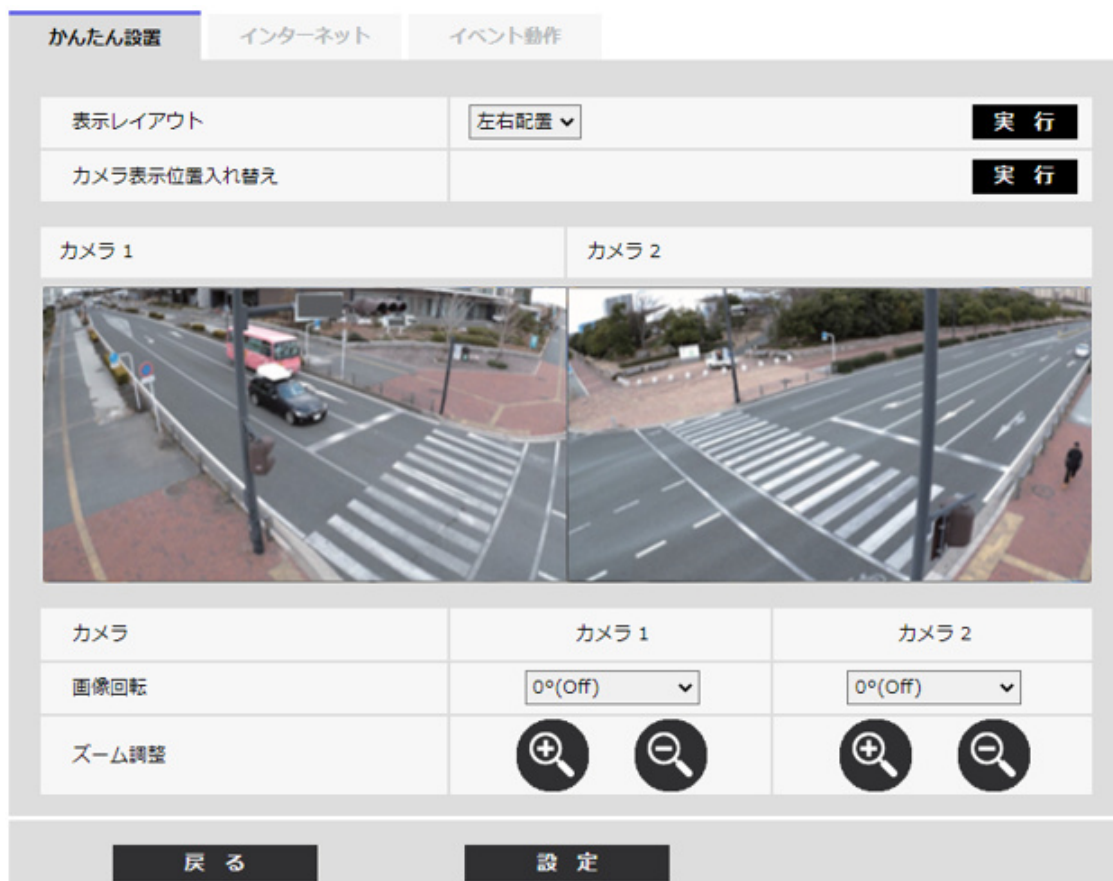 かんたん設置 インターネット イベント動作
表示レイアウト 左右配置 実 行
カメラ表示位置入れ替え 実 行
カメラ 1 カメラ 2
カメラ カメラ 1 カメラ 2
画像回転 0°(Off) 0°(Off)
ズーム調整
戻 る 設 定